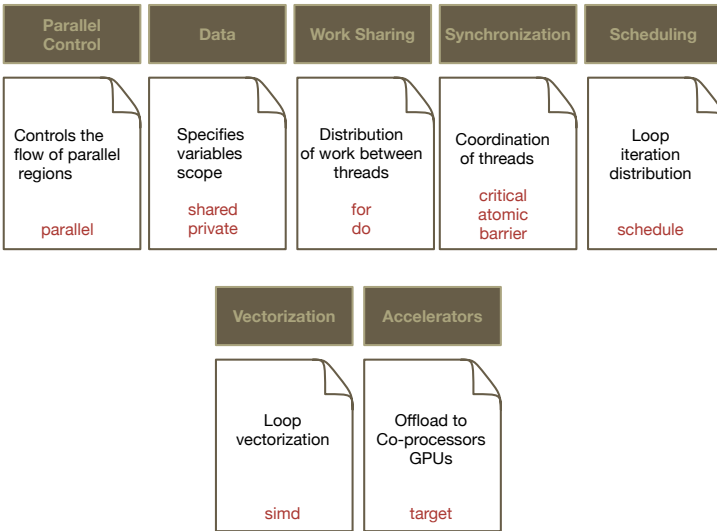 Parallel
Control
Data
Work Sharing
Synchronization
Scheduling
Controls the
flow of parallel
regions
parallel
Specifies
variables
scope
shared
private
Distribution
of work between
threads
for
do
Coordination
of threads
critical
atomic
barrier
Loop
iteration
distribution
schedule
Vectorization
Accelerators
Loop
vectorization
simd
Offload to
Co-processors
GPUs
target